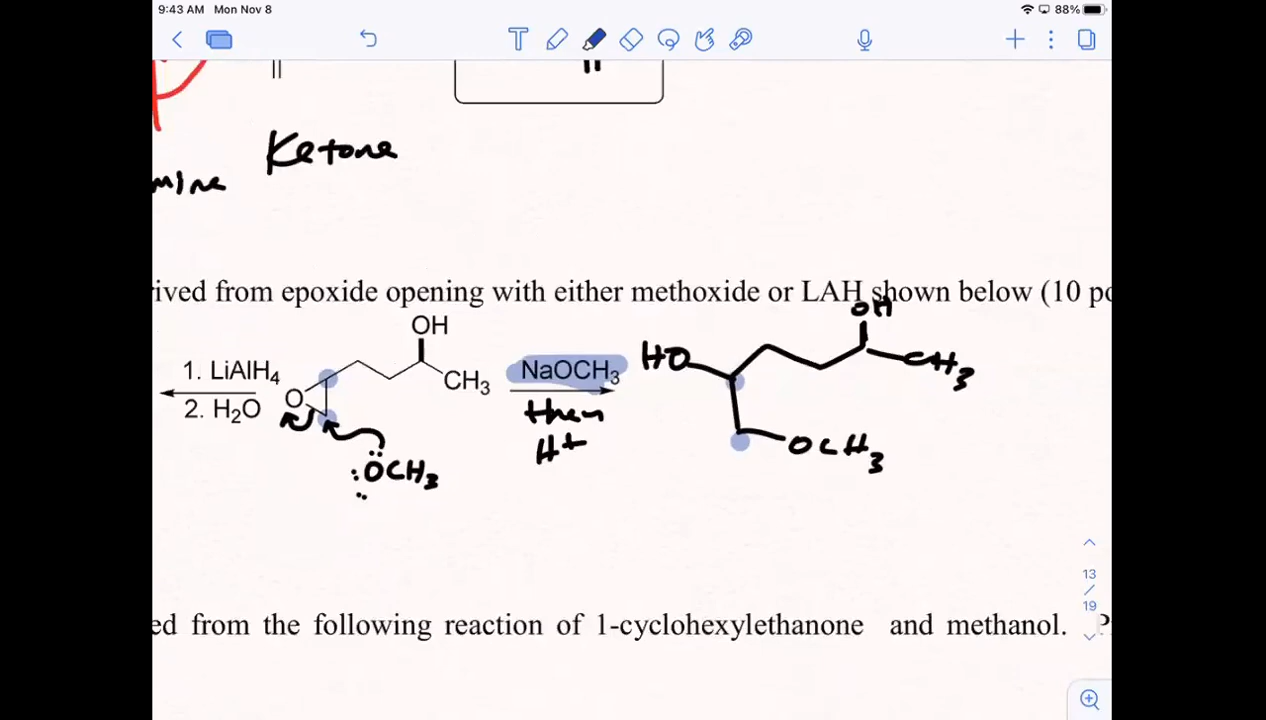 9:43 AM Mon Nov 8
88%
T
Ketone
mine
rived from epoxide opening with either methoxide or LAH shown below (10 po
OH
OH
1. LiAlH4
2. H2O
O
CH3
NaOCH3
then
H+
HO
CH3
:OCH3
OCH3
13
/
19
ed from the following reaction of 1-cyclohexylethanone and methanol. P